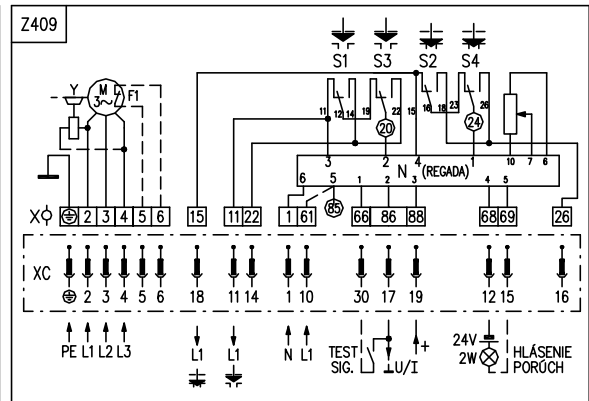 Z409
S1 S3 S2 S4
Y M 3~ F1
11 12 14 19 22 15 16 18 23 26
20 24
3 2 4 1 10 7 6
N (REGADA)
6 5 1 2 3 4 5
85
X 2 3 4 5 6 15 11 22 1 61 66 86 88 68 69 26
XC
2 3 4 5 6 18 11 14 1 10 30 17 19 12 15 16
PE L1 L2 L3 L1 L1 N L1
TEST SIG.
U/I
+
24V
2W
HLÁSENIE
PORÚCH